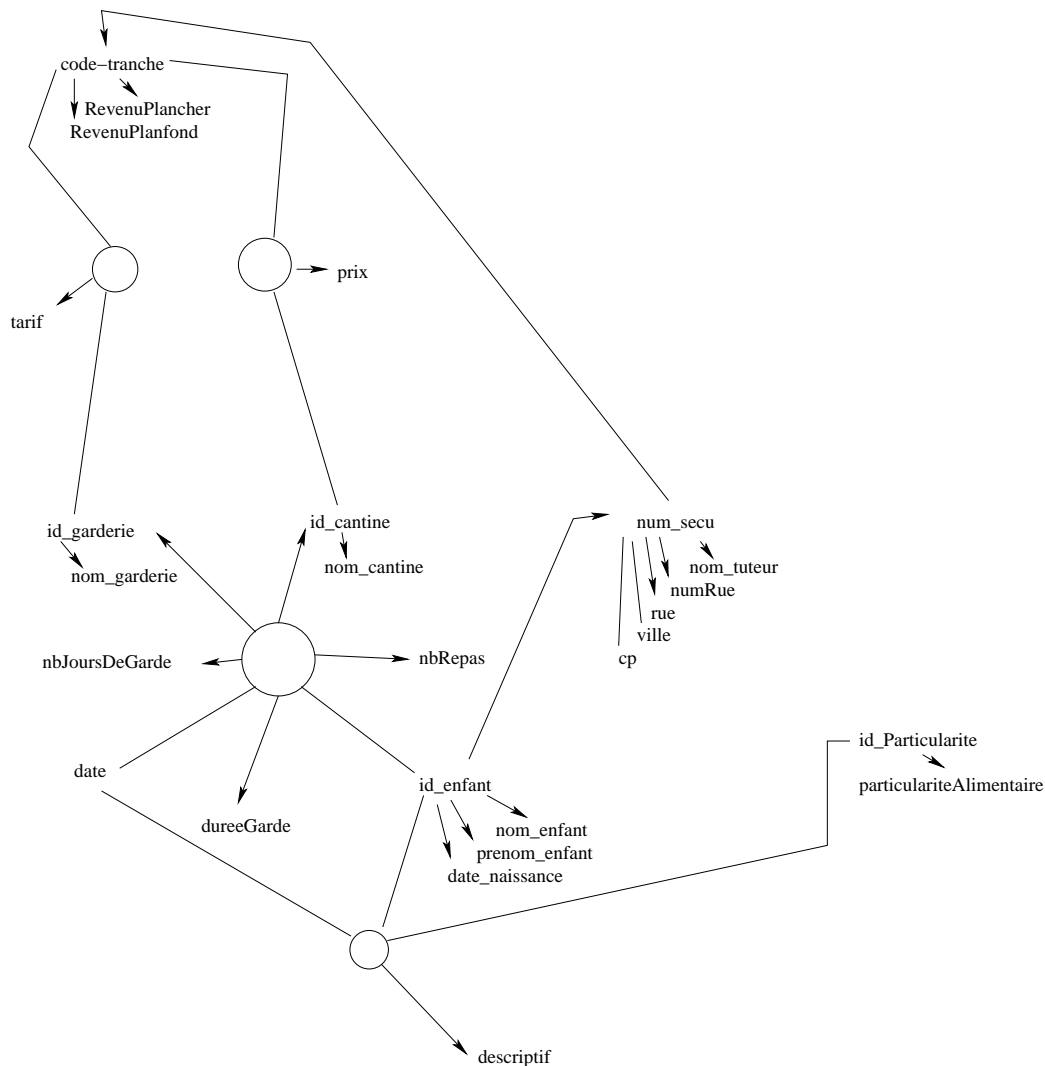 code-tranche
RevenuPlancher
RevenuPlanfond
prix
tarif
id_garderie
id_cantine
num_secu
nom_garderie
nom_cantine
nom_tuteur
numRue
rue
ville
cp
nbJoursDeGarde
nbRepas
id_Particularite
date
id_enfant
particulariteAlimentaire
dureeGarde
nom_enfant
prenom_enfant
date_naissance
descriptif